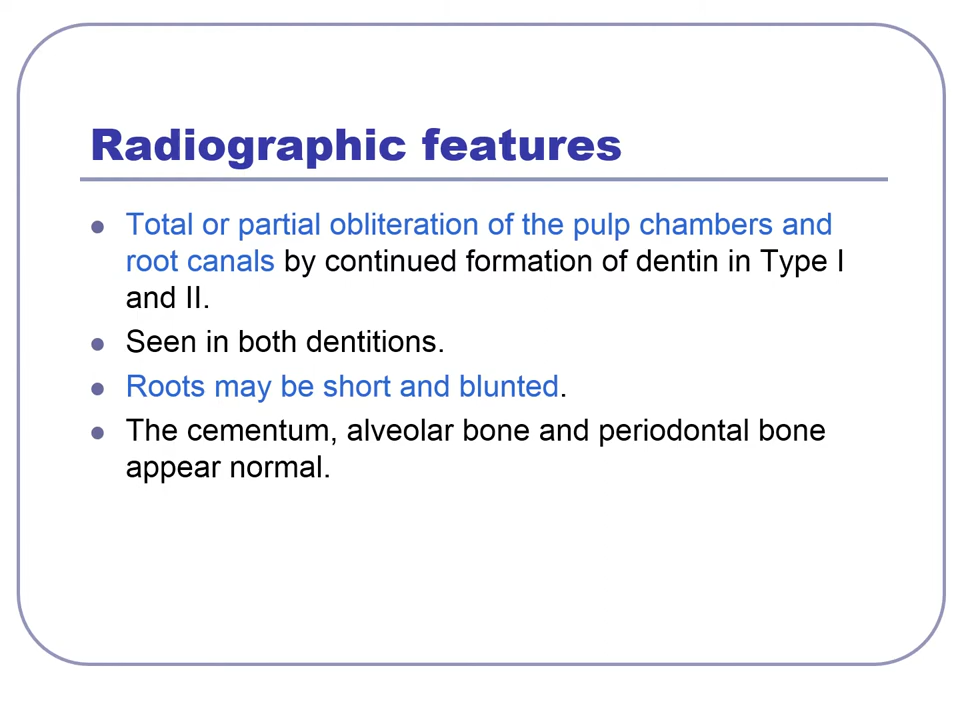 Radiographic features
Total or partial obliteration of the pulp chambers and
root canals by continued formation of dentin in Type I
and II.
Seen in both dentitions.
Roots may be short and blunted.
The cementum, alveolar bone and periodontal bone
appear normal.